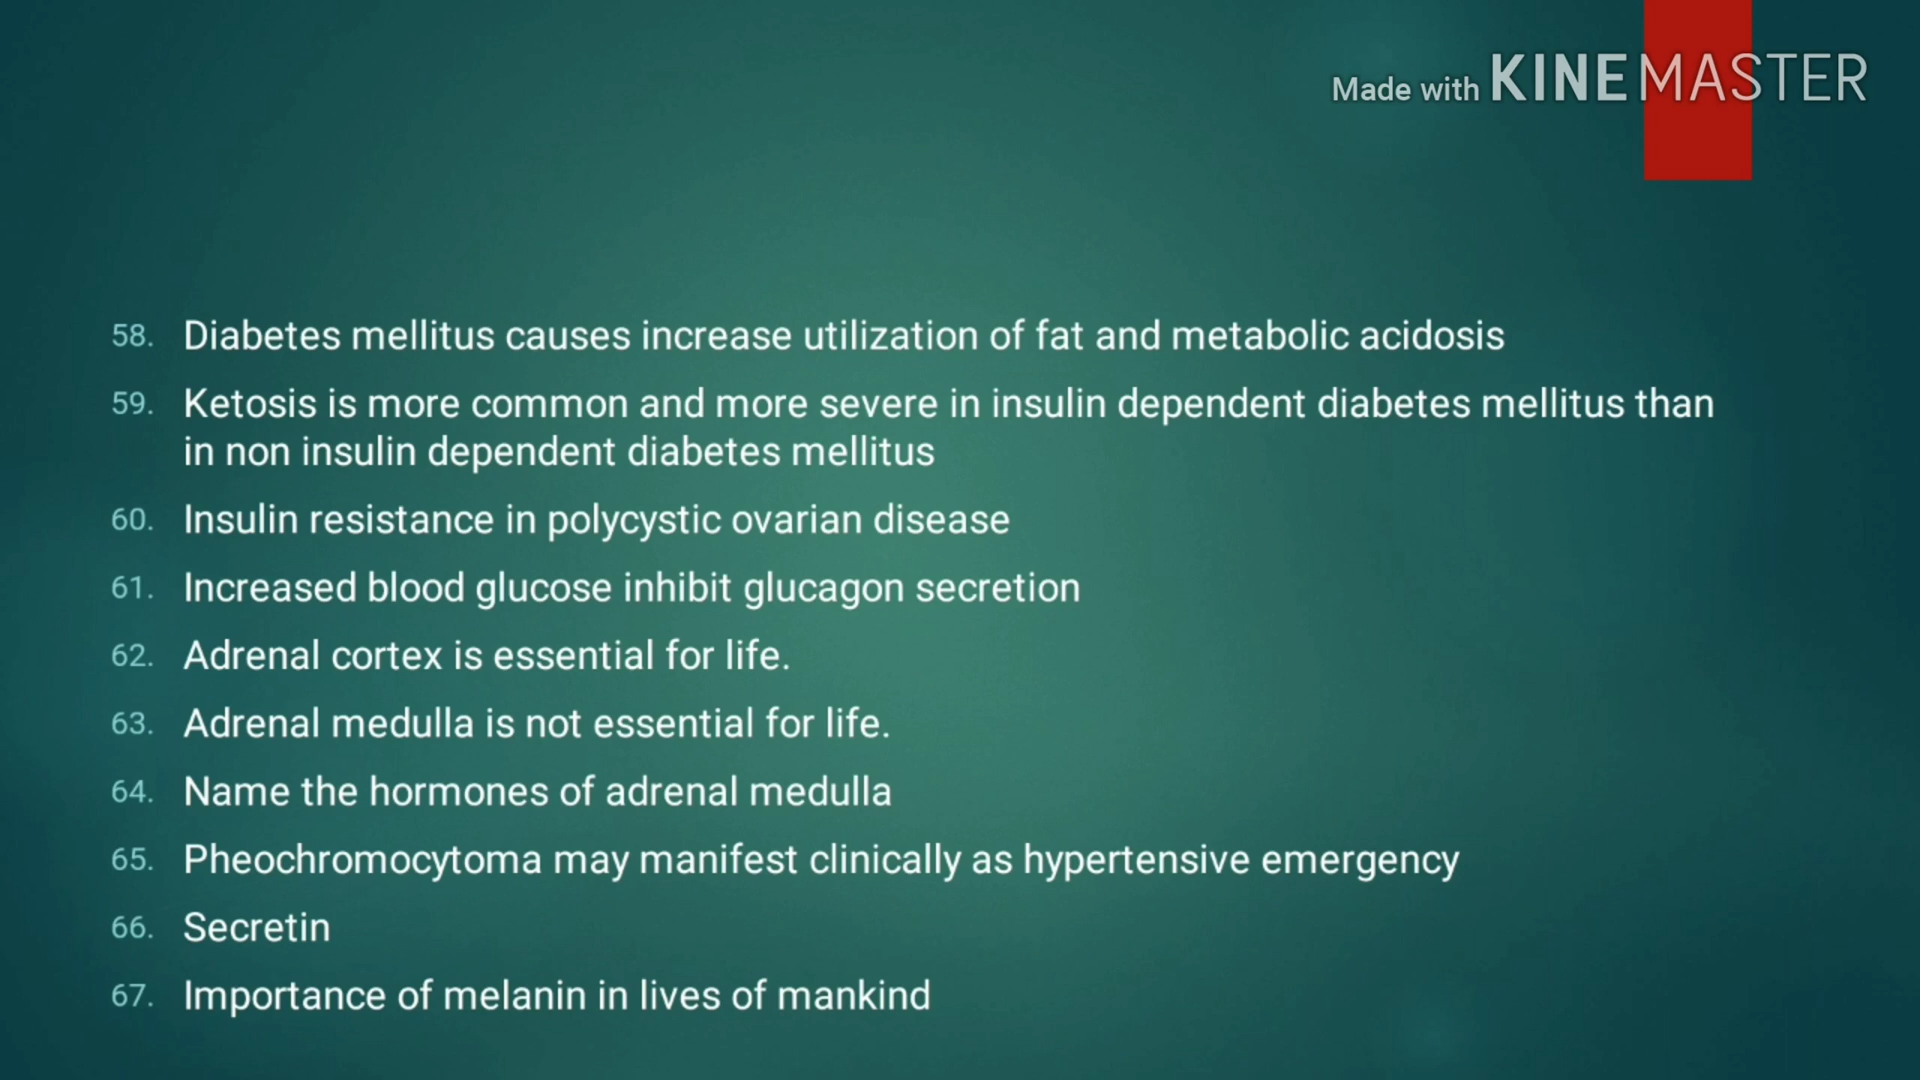 Made with KINEMASTER
58. Diabetes mellitus causes increase utilization of fat and metabolic acidosis
59. Ketosis is more common and more severe in insulin dependent diabetes mellitus than
in non insulin dependent diabetes mellitus
60. Insulin resistance in polycystic ovarian disease
61. Increased blood glucose inhibit glucagon secretion
62. Adrenal cortex is essential for life.
63. Adrenal medulla is not essential for life.
64. Name the hormones of adrenal medulla
65. Pheochromocytoma may manifest clinically as hypertensive emergency
66. Secretin
67. Importance of melanin in lives of mankind